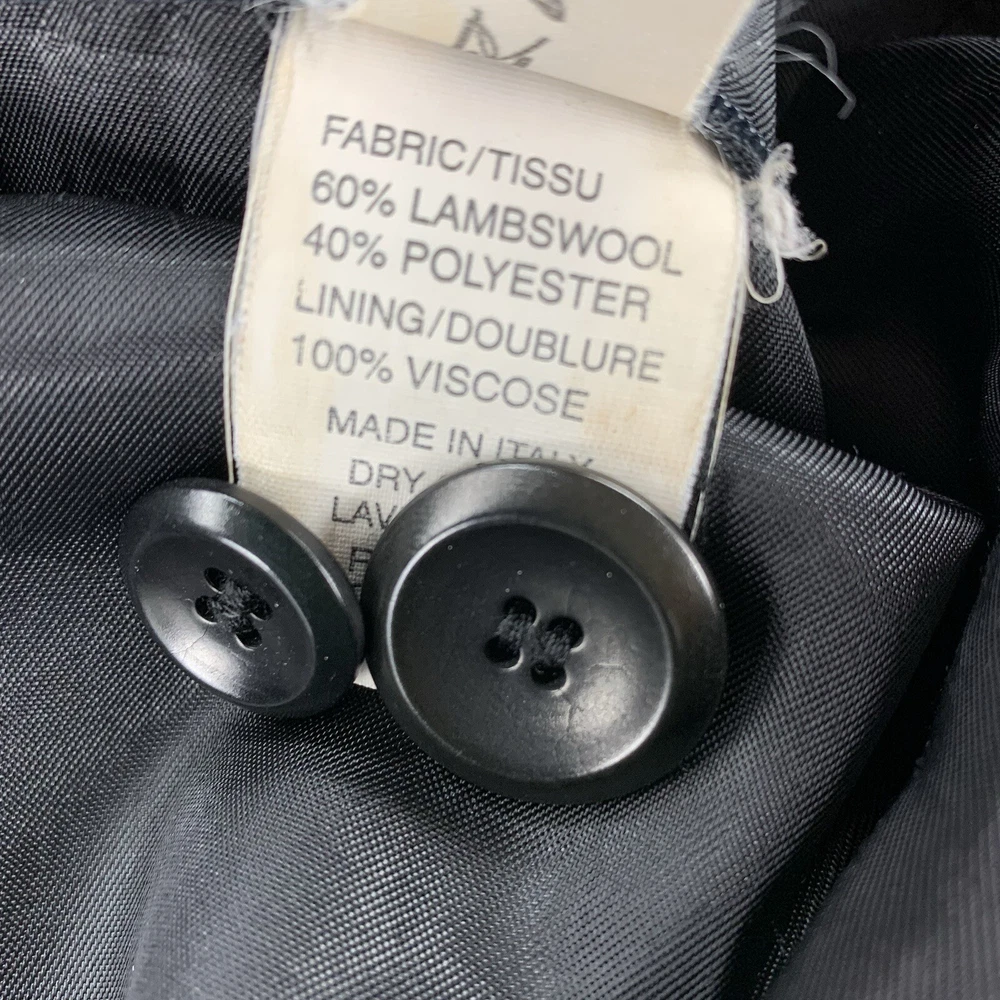 FABRIC/TISSU
60% LAMBSWOOL
40% POLYESTER
LINING/DOUBLURE
100% VISCOSE
MADE IN ITALY
DRY